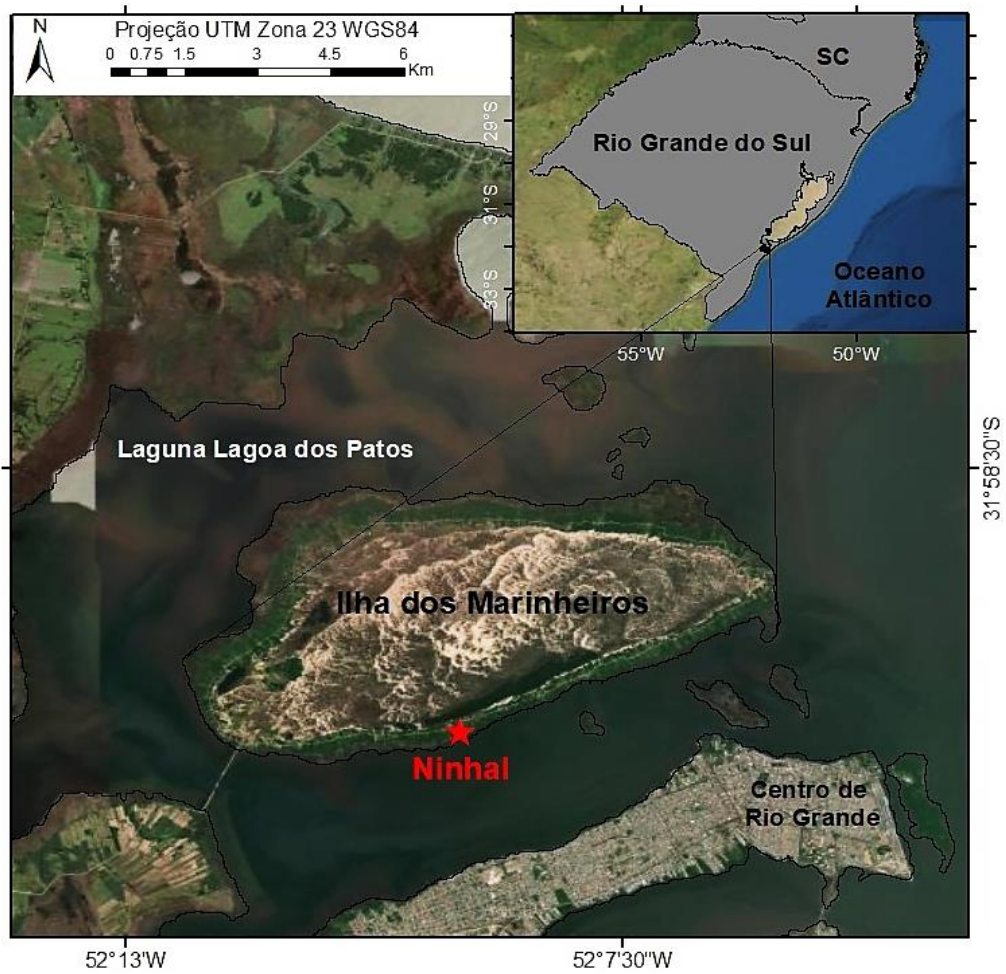 N
Projeção UTM Zona 23 WGS84
0 0.75 1.5 3 4.5 6
Km
SC
29°S
Rio Grande do Sul
31°S
33°S
Oceano
Atlântico
55°W
50°W
Laguna Lagoa dos Patos
31°58'30"S
Ilha dos Marinheiros
Ninhal
Centro de
Rio Grande
52°13'W
52°7'30"W